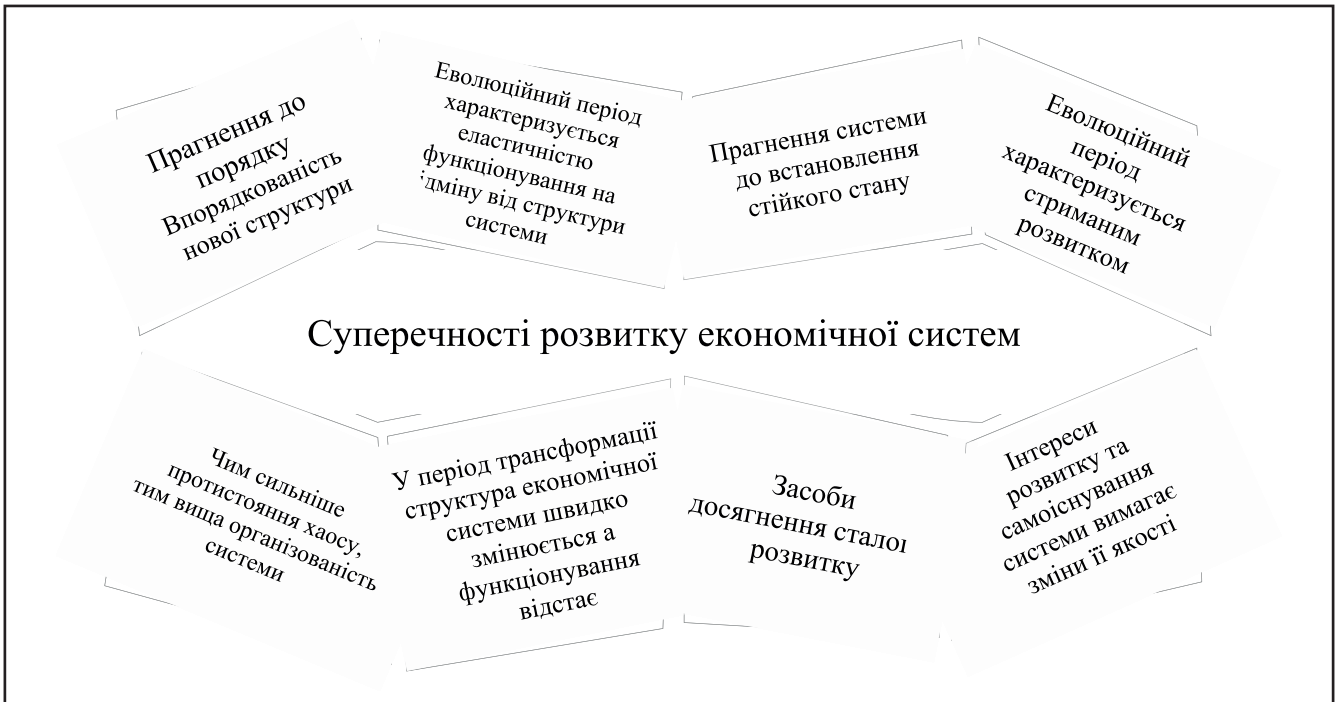 Прагнення до
порядку
Впорядкованість
нової структури
Еволюційний період
характеризується
еластичністю
функціонування на
ідміну від структури
системи
Прагнення системи
до встановлення
стійкого стану
Еволюційний
період
характеризується
стриманим
розвитком
Суперечності розвитку економічної систем
Чим сильніше
протистояння хаосу,
тим вища організованість
системи
У період трансформації
структура економічної
системи швидко
змінюється а
функціонування
відстає
Засоби
досягнення сталог
розвитку
Інтереси
розвитку та
самоіснування
системи вимагає
зміни її якості